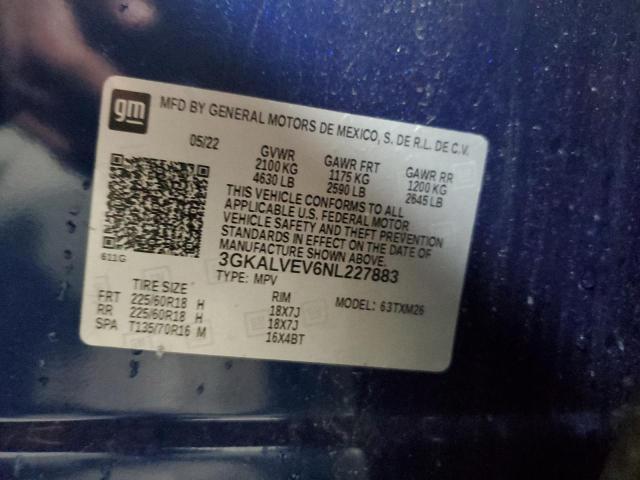 gm
MFD BY GENERAL MOTORS DE MEXICO, S. DE R.L. DE C.V.
05/22
GVWR GAWR FRT GAWR RR
2100 KG 1175 KG 1200 KG
4630 LB 2590 LB 2645 LB
THIS VEHICLE CONFORMS TO ALL
APPLICABLE U.S. FEDERAL MOTOR
VEHICLE SAFETY AND THEFT PREVENTION
STANDARDS IN EFFECT ON THE DATE OF
MANUFACTURE SHOWN ABOVE.
611G
3GKALVEV6NL227883
TYPE: MPV
TIRE SIZE RIM MODEL: 63TXM26
FRT 225/60R18 H 18X7J
RR 225/60R18 H 18X7J
SPA T135/70R16 M 16X4BT